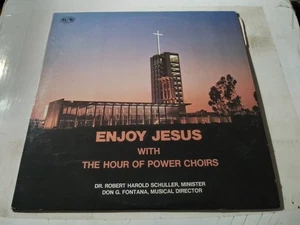 ENJOY JESUS
WITH
THE HOUR OF POWER CHOIRS
DR. ROBERT HAROLD SCHULLER, MINISTER
DON G. FONTANA, MUSICAL DIRECTOR